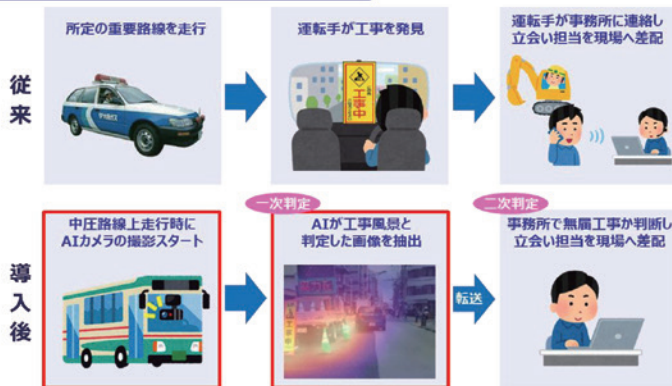 従来
所定の重要路線を走行
運転手が工事を発見
工事中
運転手が事務所に連絡し
立会い担当を現場へ差配
導入後
中圧路線上走行時に
AIカメラの撮影スタート
一次判定
AIが工事風景と
判定した画像を抽出
転送
二次判定
事務所で無届工事か判断し
立会い担当を現場へ差配